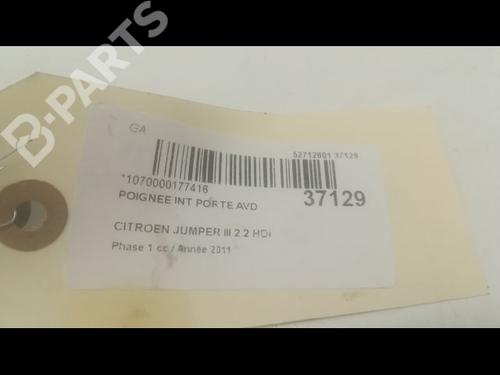 B-PARTS
GA
52712601 37129
*1070000177416
37129
POIGNEE INT PORTE AVD
CITROEN JUMPER III 2.2 HDi
Phase 1 cc / Année 2011